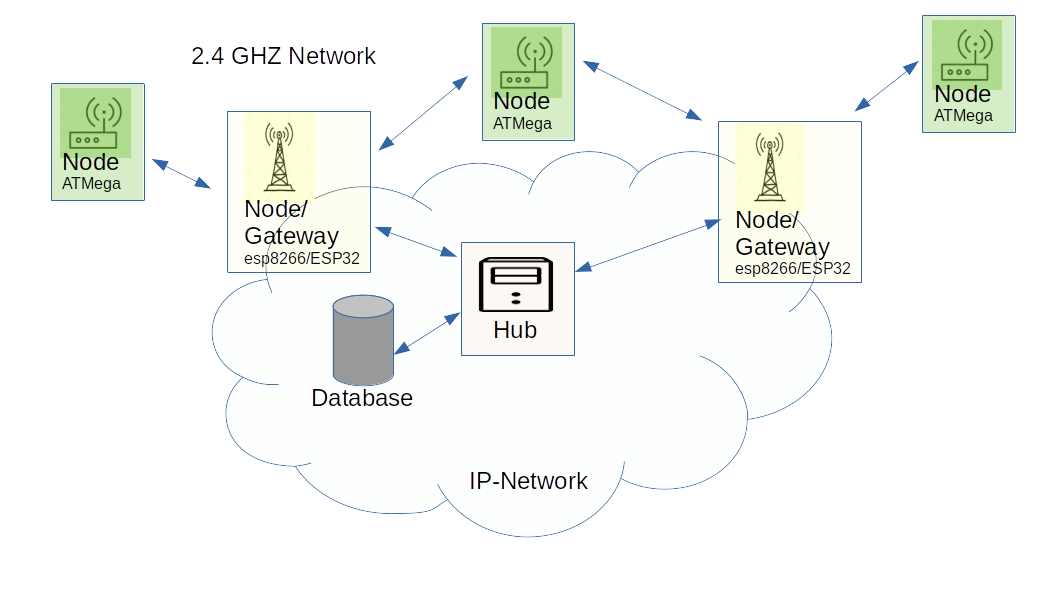 2.4 GHZ Network
Node
ATMega
Node
ATMega
Node
ATMega
Node/
Gateway
esp8266/ESP32
Node/
Gateway
esp8266/ESP32
Hub
Database
IP-Network